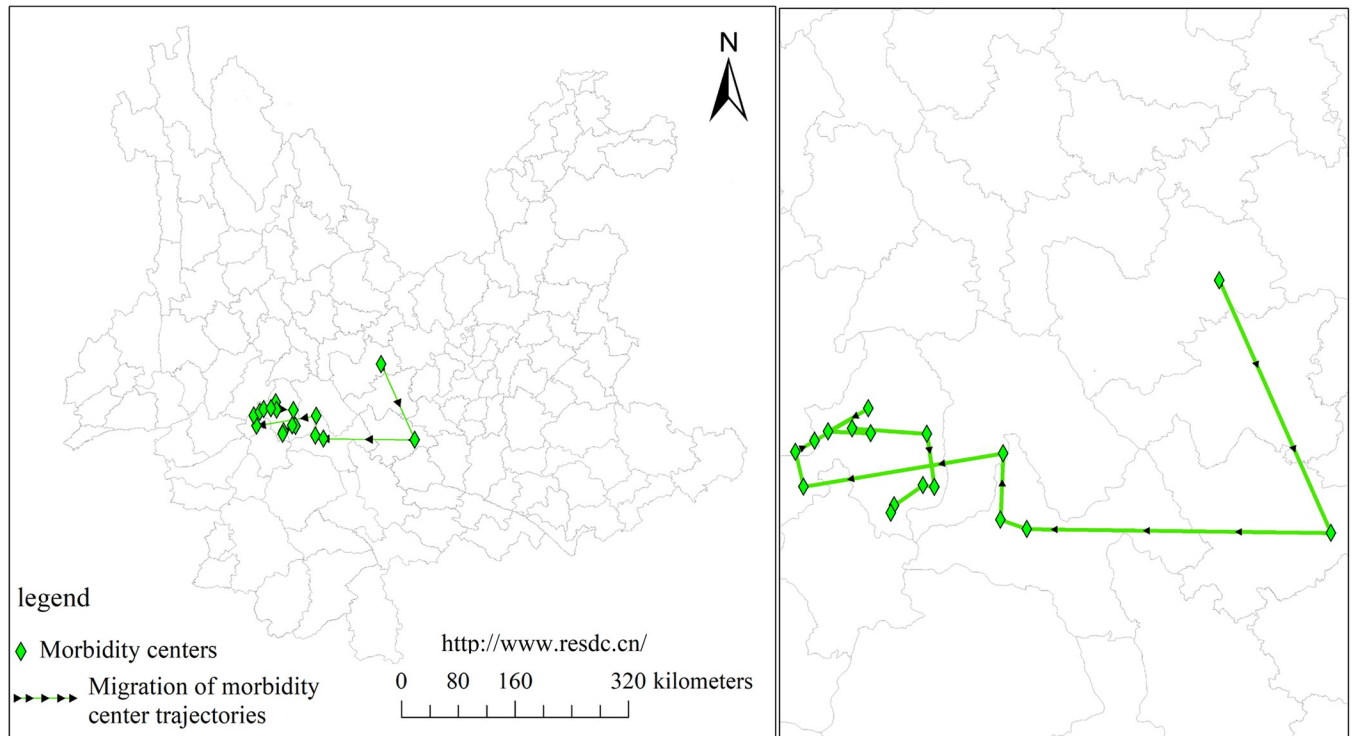 N
legend
Morbidity centers
Migration of morbidity
center trajectories
http://www.resdc.cn/
0 80 160 320 kilometers